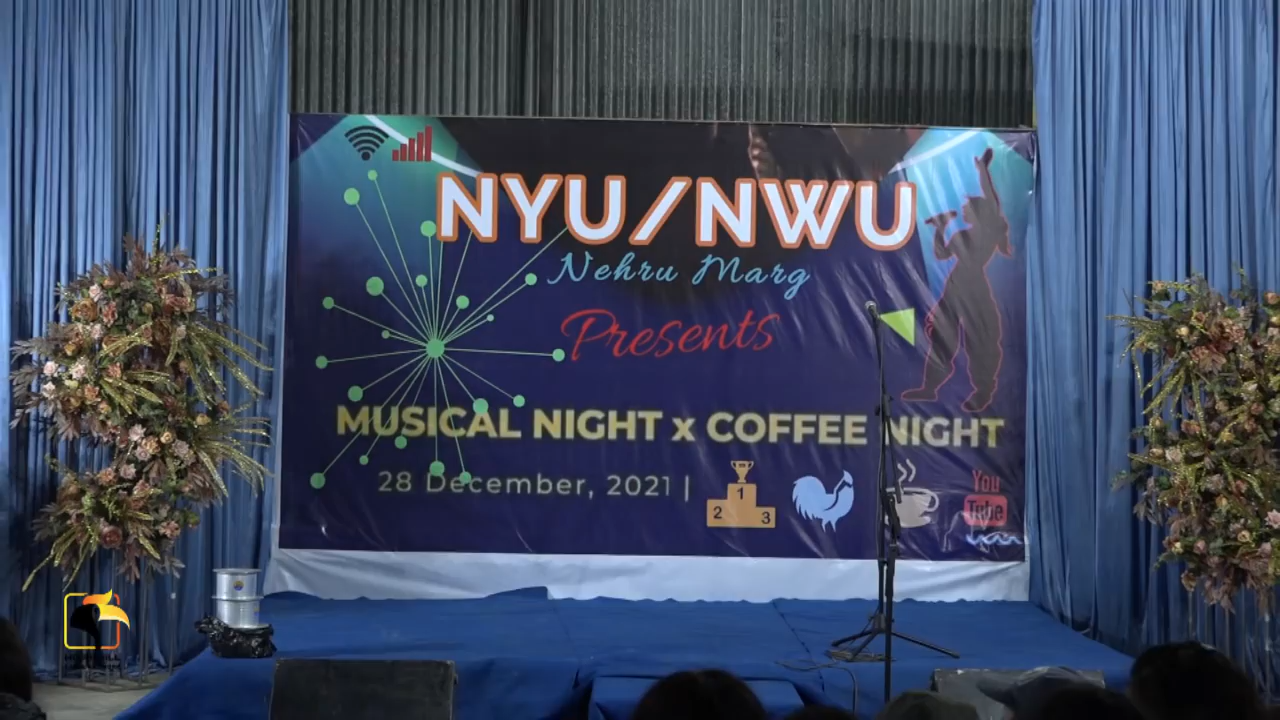 NYU/NWU
Nehru Marg
Presents
MUSICAL NIGHT x COFFEE NIGHT
28 December, 2021 |
1
2 3
You
Tube